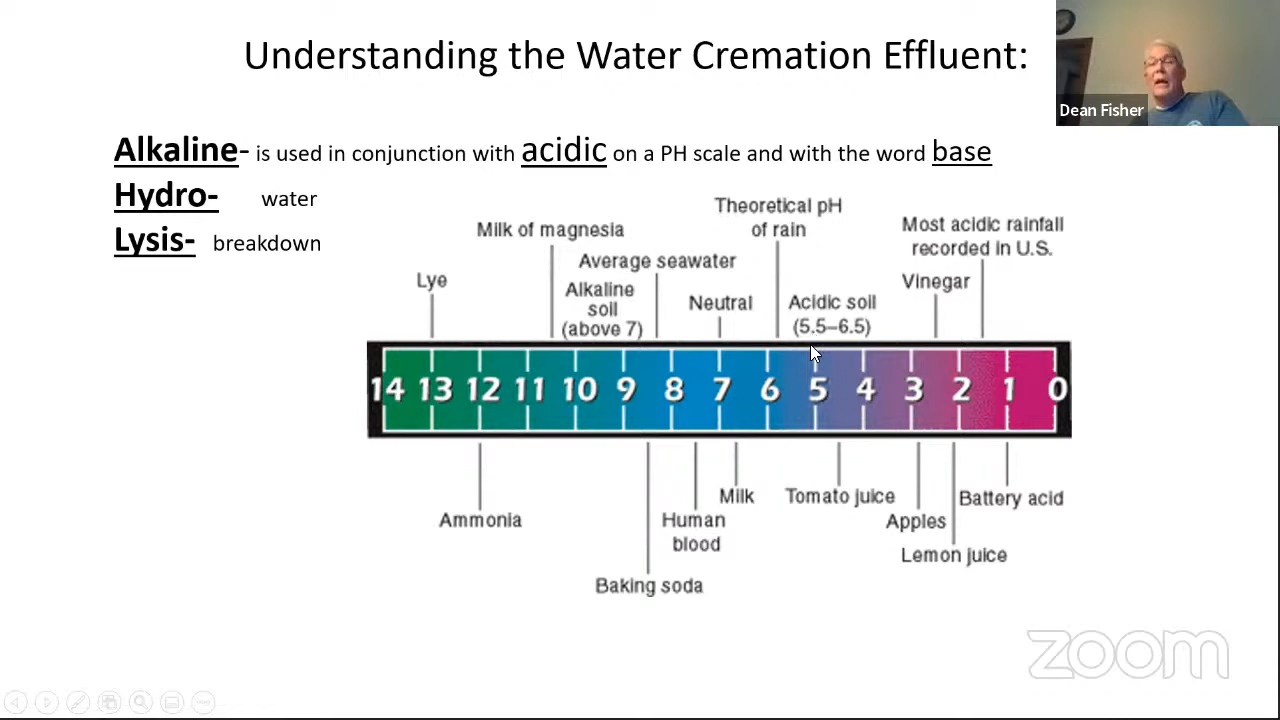 Understanding the Water Cremation Effluent:
Dean Fisher
Alkaline- is used in conjunction with acidic on a PH scale and with the word base
Hydro- water
Lysis- breakdown
Theoretical pH
of rain
Milk of magnesia
Most acidic rainfall
recorded in U.S.
Average seawater
Lye
Alkaline
soil
(above 7)
Neutral
Acidic soil
(5.5–6.5)
Vinegar
14 13 12 11 10 9 8 7 6 5 4 3 2 1 0
Milk
Tomato juice
Battery acid
Ammonia
Human
blood
Apples
Lemon juice
Baking soda
zoom